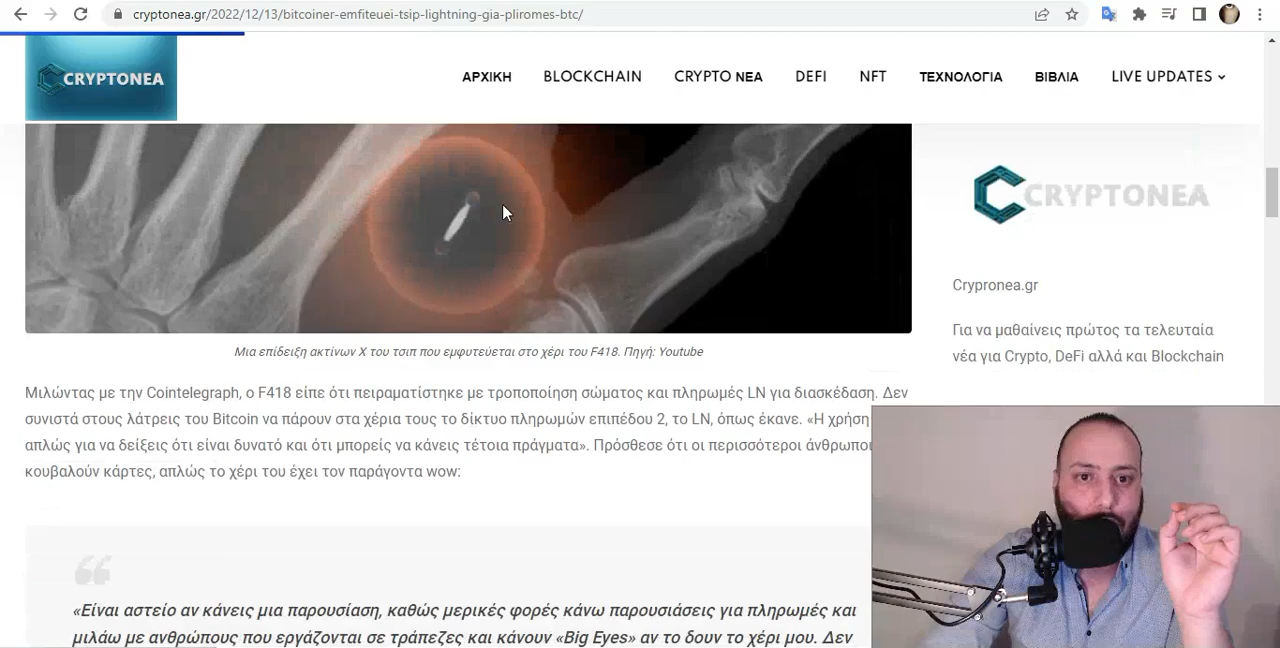 cryptonea.gr/2022/12/13/bitcoiner-emfiteuei-tsip-lightning-gia-pliromes-btc/
CRYPTONEA
ΑΡΧΙΚΗ BLOCKCHAIN CRYPTO ΝΕΑ DEFI NFT ΤΕΧΝΟΛΟΓΙΑ ΒΙΒΛΙΑ LIVE UPDATES
CRYPTONEA
Crypronea.gr
Για να μαθαίνεις πρώτος τα τελευταία
νέα για Crypto, DeFi αλλά και Blockchain
Μια επίδειξη ακτίνων Χ του τσιπ που εμφυτεύεται στο χέρι του F418. Πηγή: Youtube
Μιλώντας με την Cointelegraph, ο F418 είπε ότι πειραματίστηκε με τροποποίηση σώματος και πληρωμές LN για διασκέδαση. Δεν
συνιστά στους λάτρεις του Bitcoin να πάρουν στα χέρια τους το δίκτυο πληρωμών επιπέδου 2, το LN, όπως έκανε. «Η χρήση
απλώς για να δείξεις ότι είναι δυνατό και ότι μπορείς να κάνεις τέτοια πράγματα». Πρόσθεσε ότι οι περισσότεροι άνθρωποι
κουβαλούν κάρτες, απλώς το χέρι του έχει τον παράγοντα wow:
«Είναι αστείο αν κάνεις μια παρουσίαση, καθώς μερικές φορές κάνω παρουσιάσεις για πληρωμές και
μιλάω με ανθρώπους που εργάζονται σε τράπεζες και κάνουν «Big Eyes» αν το δουν το χέρι μου. Δεν